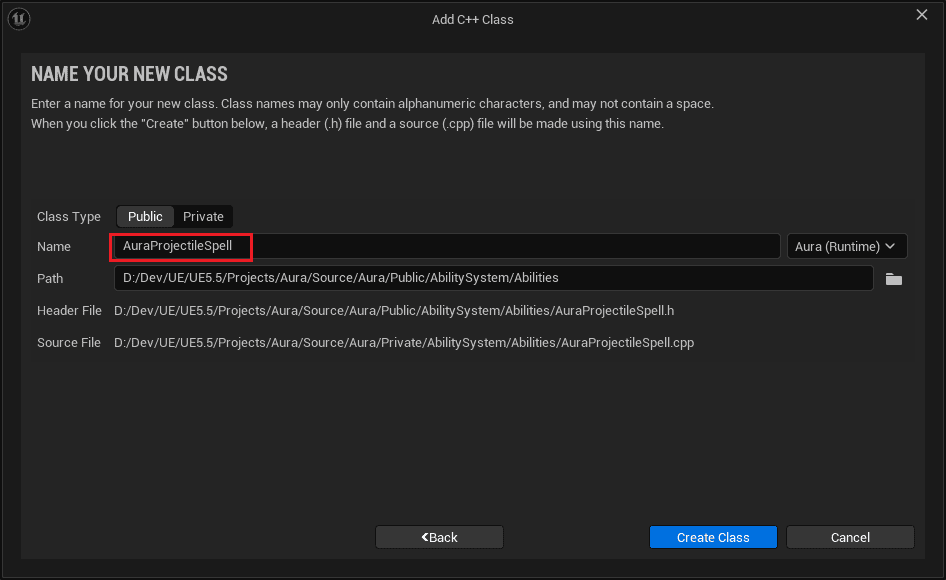 Add C++ Class
NAME YOUR NEW CLASS
Enter a name for your new class. Class names may only contain alphanumeric characters, and may not contain a space.
When you click the "Create" button below, a header (.h) file and a source (.cpp) file will be made using this name.
Class Type Public Private
Name AuraProjectileSpell Aura (Runtime)
Path D:/Dev/UE/UE5.5/Projects/Aura/Source/Aura/Public/AbilitySystem/Abilities
Header File D:/Dev/UE/UE5.5/Projects/Aura/Source/Aura/Public/AbilitySystem/Abilities/AuraProjectileSpell.h
Source File D:/Dev/UE/UE5.5/Projects/Aura/Source/Aura/Private/AbilitySystem/Abilities/AuraProjectileSpell.cpp
Back Create Class Cancel